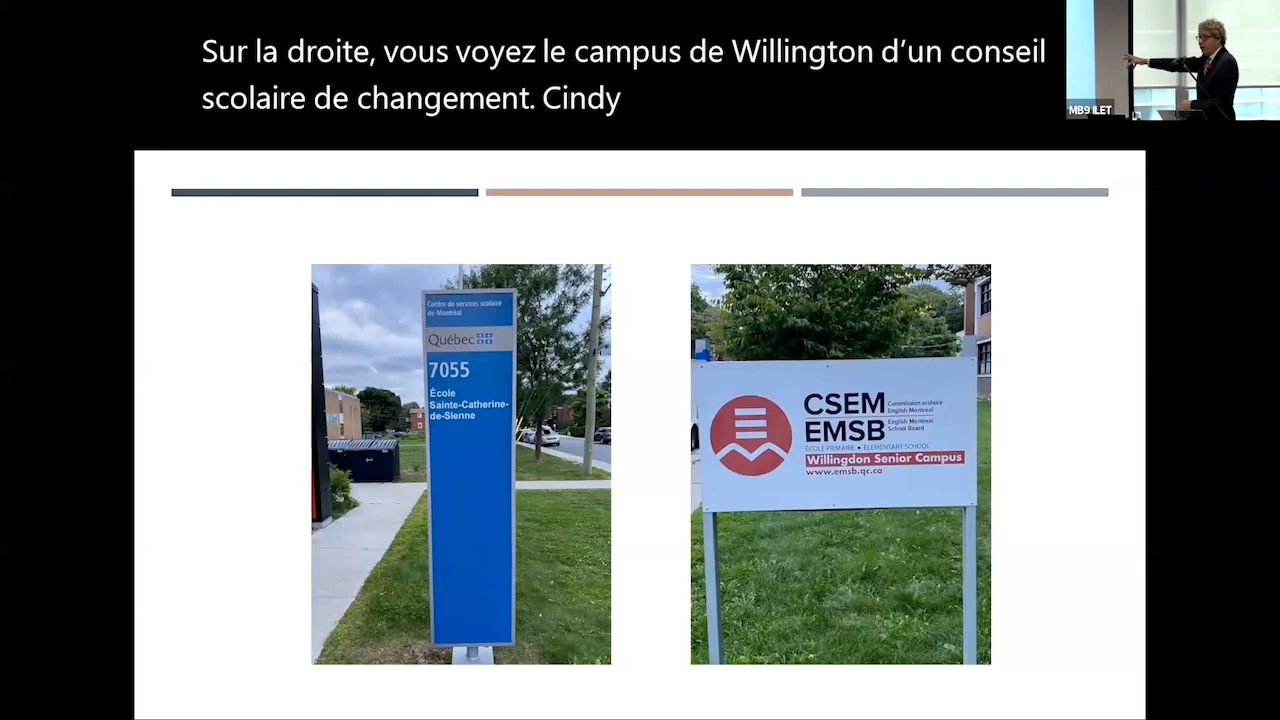 Sur la droite, vous voyez le campus de Willington d’un conseil
scolaire de changement. Cindy
MB9 ILET
Centre de services scolaire
de Montréal
Québec
7055
École
Sainte-Catherine-
de-Sienne
CSEM Commission scolaire
English-Montréal
EMSB English Montreal
School Board
ÉCOLE PRIMAIRE • ELEMENTARY SCHOOL
Willingdon Senior Campus
www.emsb.qc.ca